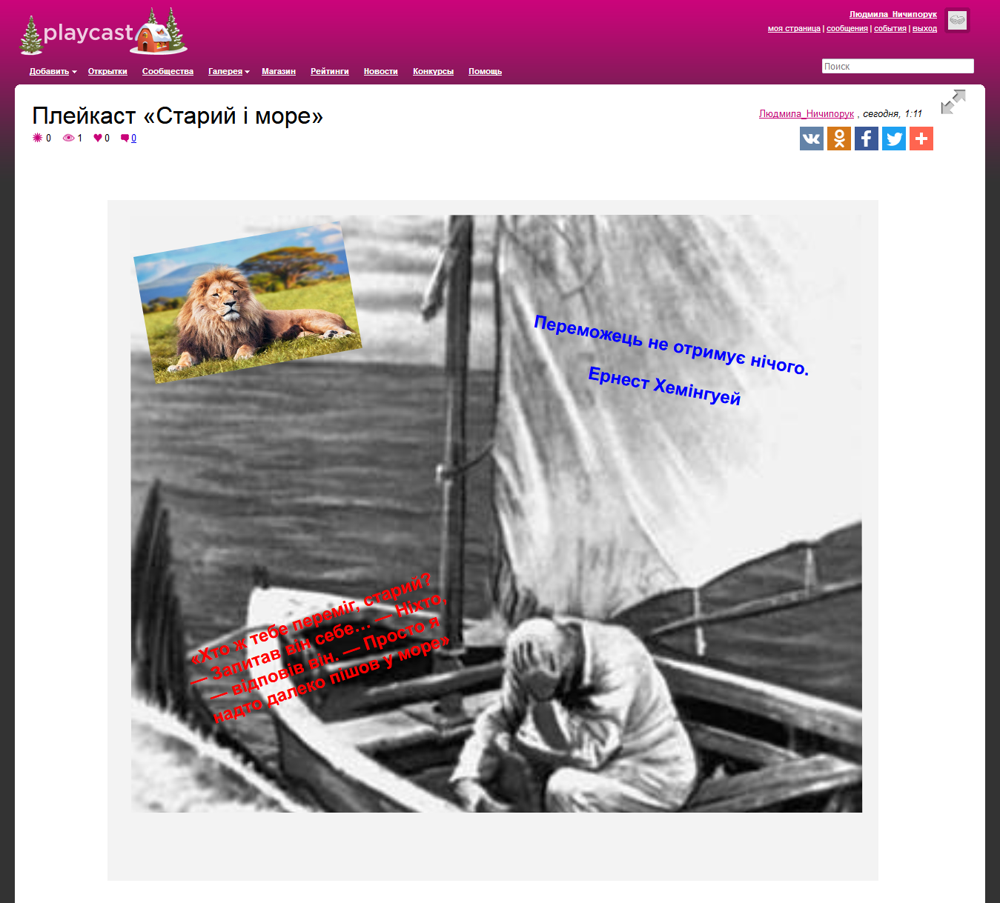 playcast
Людмила_Ничипорук
моя страница | сообщения | события | выход
Добавить Открытки Сообщества Галерея Магазин Рейтинги Новости Конкурсы Помощь
Поиск
Плейкаст «Старий і море»
Людмила_Ничипорук , сегодня, 1:11
0 1 0 0
Переможець не отримує нічого.
Ернест Хемінгуей
«Хто ж тебе переміг, старий?
— Запитав він себе… — Ніхто,
— відповів він. — Просто я
надто далеко пішов у море»